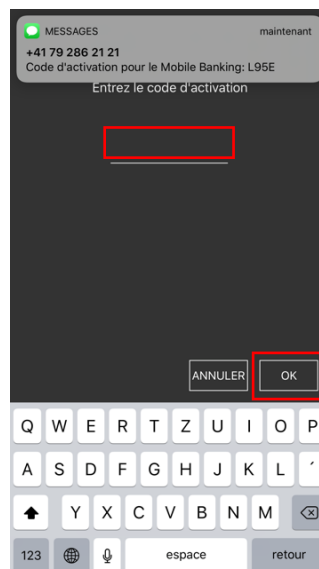 MESSAGES maintenant
+41 79 286 21 21
Code d'activation pour le Mobile Banking: L95E
Entrez le code d'activation
ANNULER OK
Q W E R T Z U I O P
A S D F G H J K L ´
Y X C V B N M
123 espace retour